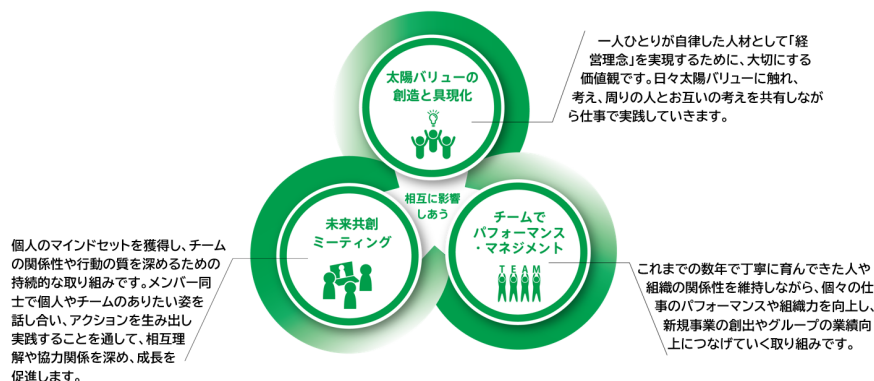 太陽バリューの
創造と具現化
一人ひとりが自律した人材として「経
営理念」を実現するために、大切にする
価値観です。日々太陽バリューに触れ、
考え、周りの人とお互いの考えを共有しなが
ら仕事で実践していきます。
相互に影響
しあう
未来共創
ミーティング
個人のマインドセットを獲得し、チーム
の関係性や行動の質を深めるための
持続的な取り組みです。メンバー同
士で個人やチームのありたい姿を
話し合い、アクションを生み出し
実践することを通して、相互理
解や協力関係を深め、成長を
促進します。
チームで
パフォーマンス
・マネジメント
TEAM
これまでの数年で丁寧に育んできた人や
組織の関係性を維持しながら、個々の仕
事のパフォーマンスや組織力を向上し、
新規事業の創出やグループの業績向
上につなげていく取り組みです。